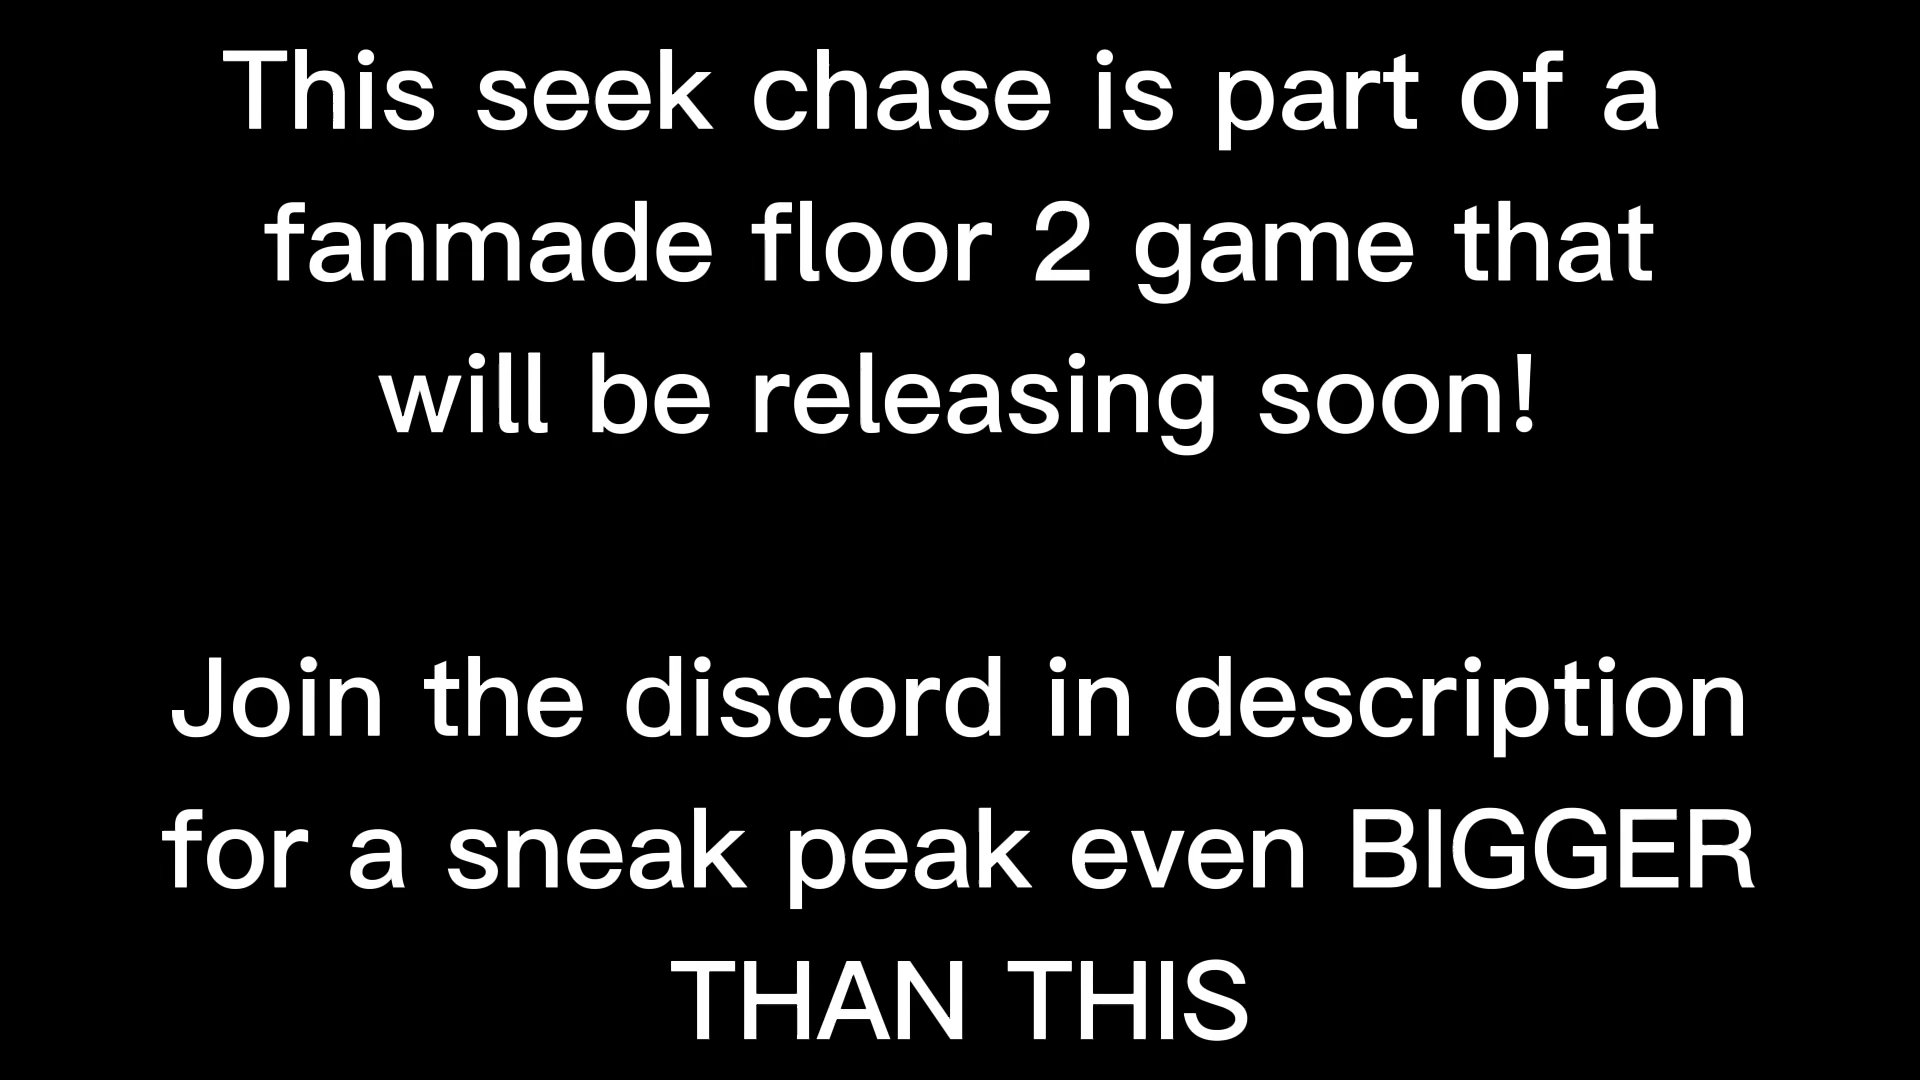 This seek chase is part of a
fanmade floor 2 game that
will be releasing soon!
Join the discord in description
for a sneak peak even BIGGER
THAN THIS